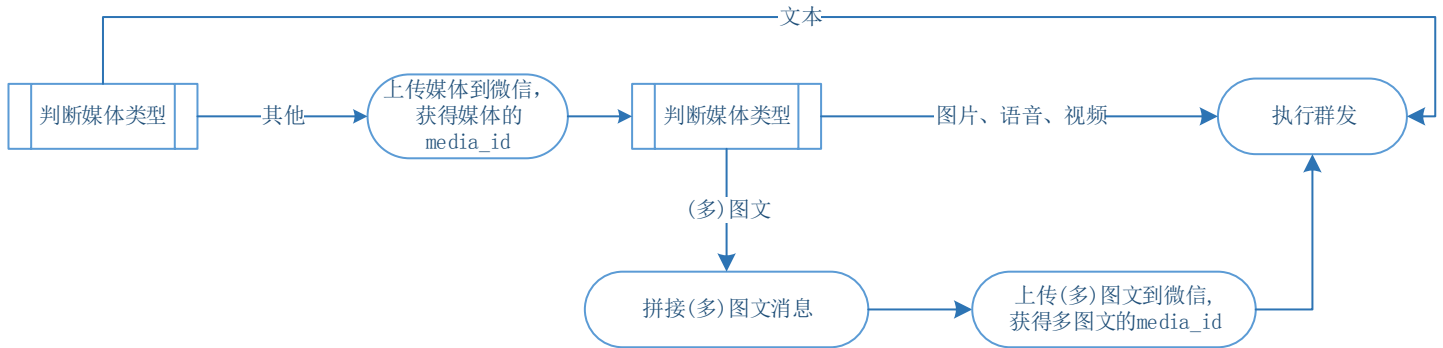 文本
判断媒体类型
其他
上传媒体到微信，
获得媒体的
media_id
判断媒体类型
图片、语音、视频
执行群发
(多)图文
拼接(多)图文消息
上传(多)图文到微信,
获得多图文的media_id